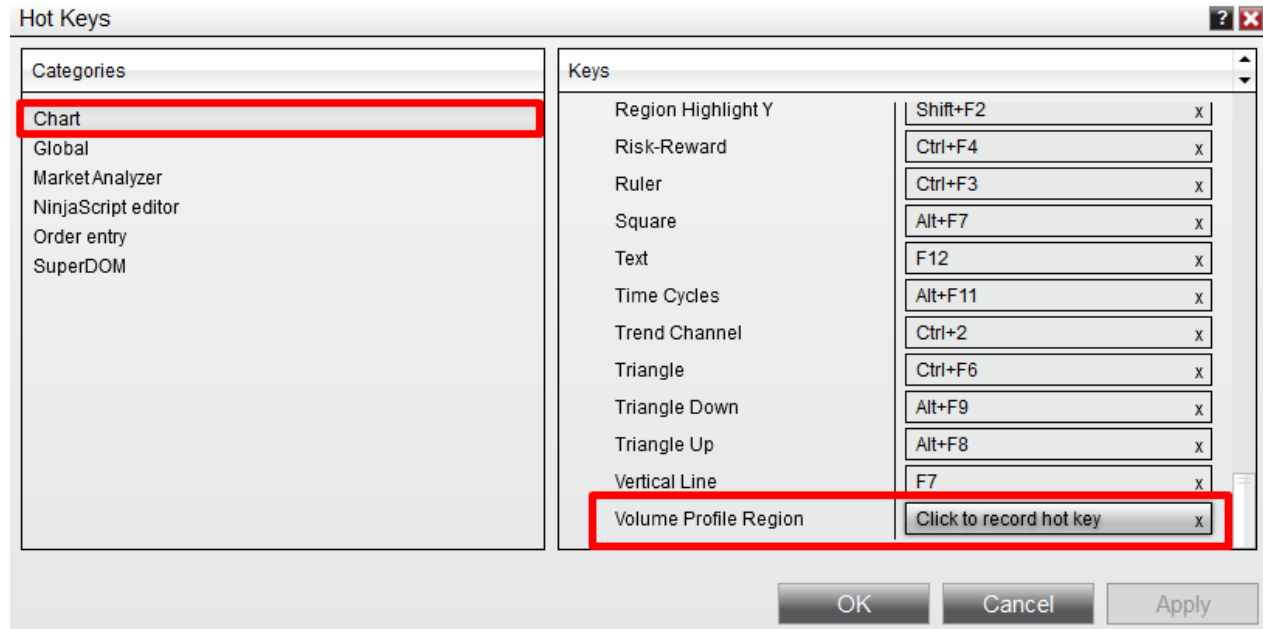 Hot Keys
?
Categories
Chart
Global
Market Analyzer
NinjaScript editor
Order entry
SuperDOM
Keys
Region Highlight Y Shift+F2 x
Risk-Reward Ctrl+F4 x
Ruler Ctrl+F3 x
Square Alt+F7 x
Text F12 x
Time Cycles Alt+F11 x
Trend Channel Ctrl+2 x
Triangle Ctrl+F6 x
Triangle Down Alt+F9 x
Triangle Up Alt+F8 x
Vertical Line F7 x
Volume Profile Region Click to record hot key x
OK Cancel Apply